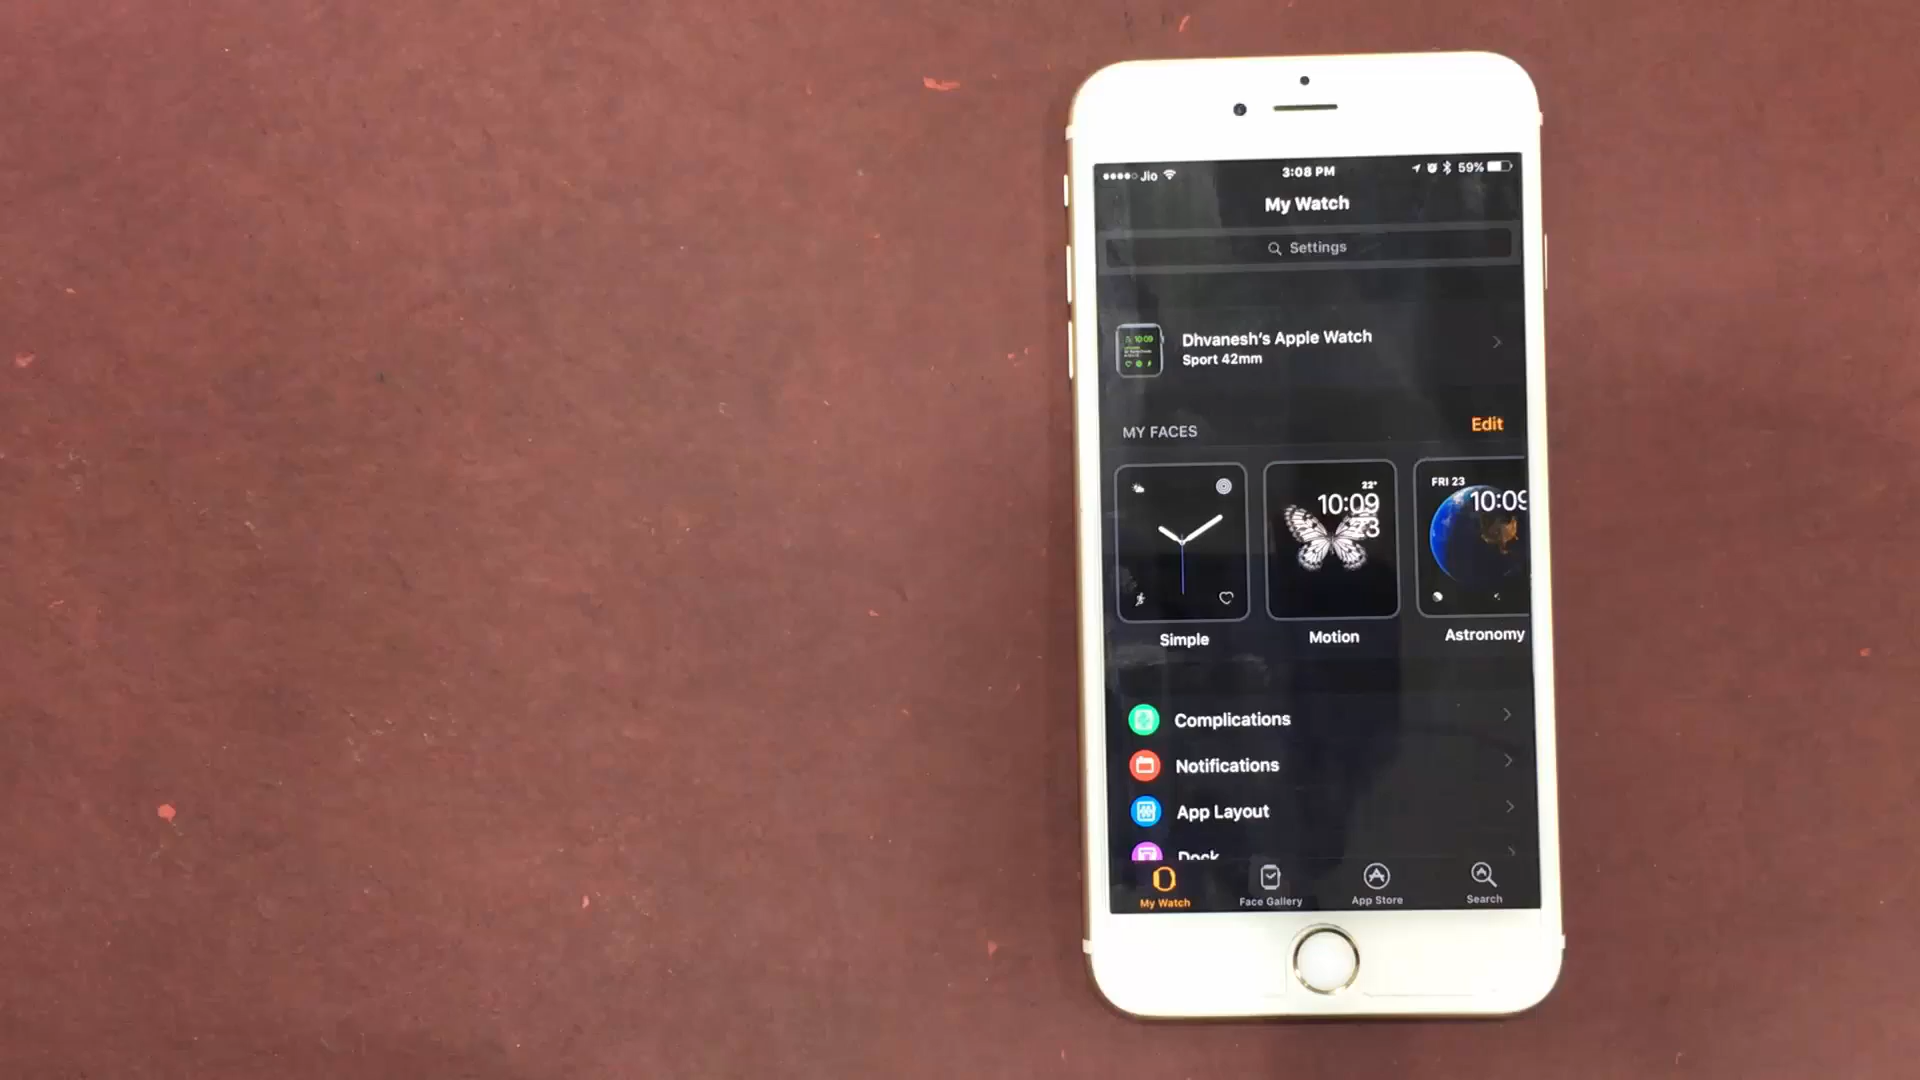 Jio 3:08 PM 59%
My Watch
Settings
Dhvanesh's Apple Watch
Sport 42mm
MY FACES Edit
22°
10:09
23
FRI 23
10:09
Simple Motion Astronomy
Complications
Notifications
App Layout
Dock
My Watch Face Gallery App Store Search